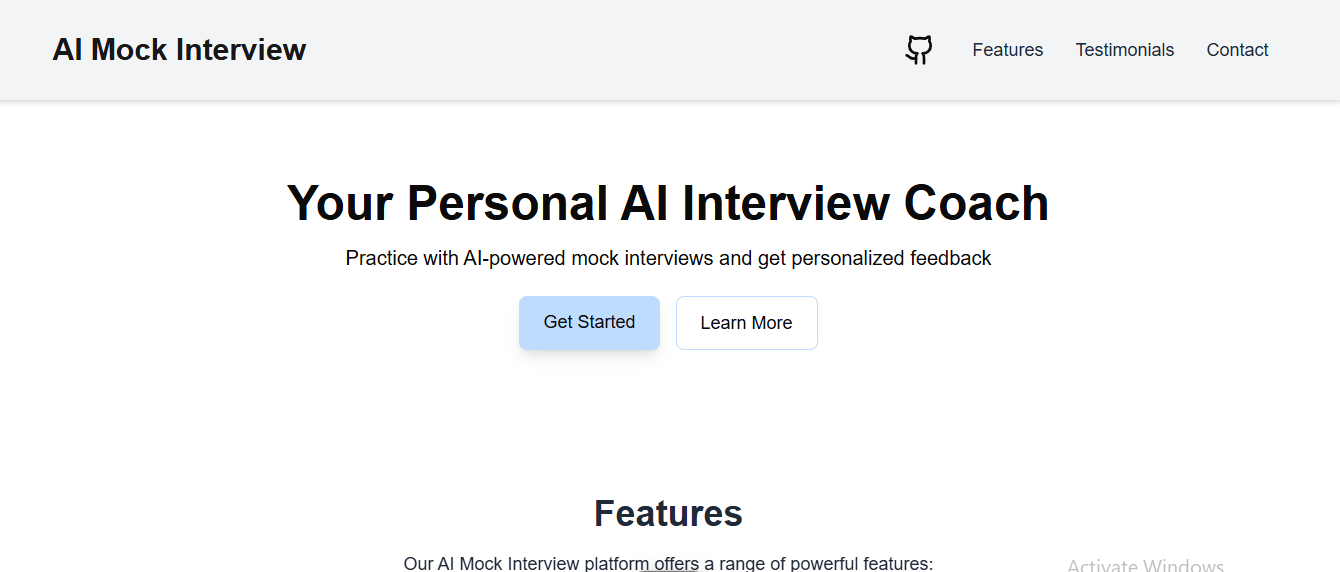 AI Mock Interview
Features
Testimonials
Contact
Your Personal AI Interview Coach
Practice with AI-powered mock interviews and get personalized feedback
Get Started
Learn More
Features
Our AI Mock Interview platform offers a range of powerful features:
Activate Windows